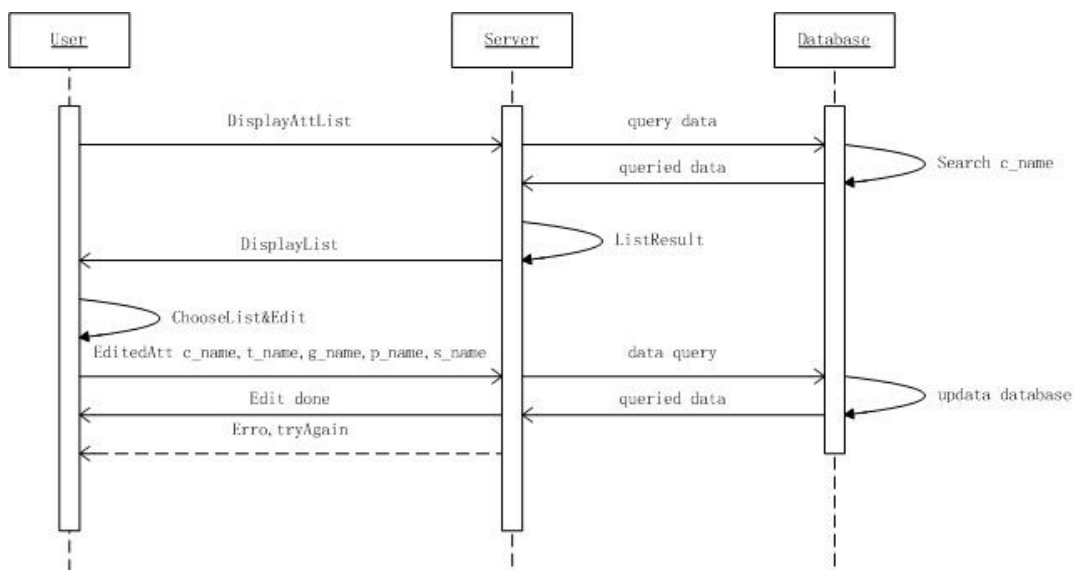 User
Server
Database
DisplayAttList
query data
queried data
Search c_name
ListResult
DisplayList
ChooseList&Edit
EditedAtt c_name,t_name,g_name,p_name,s_name
data query
Edit done
queried data
updata database
Erro,tryAgain